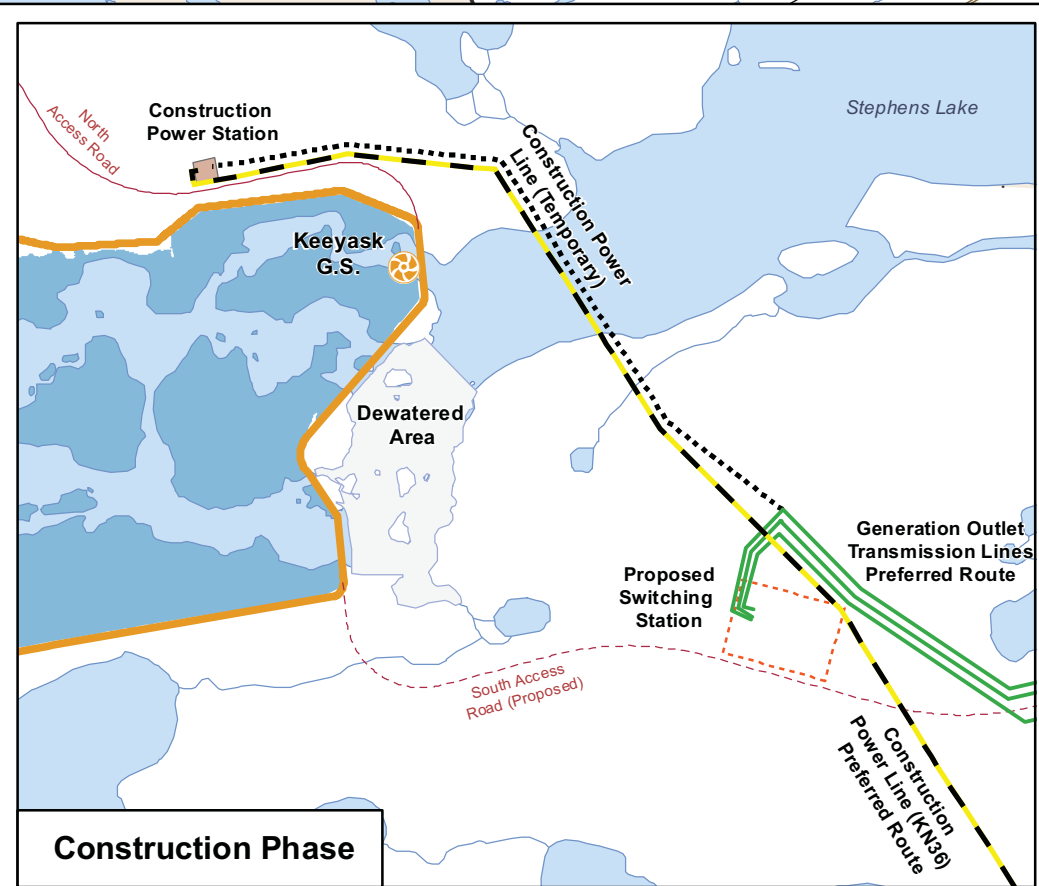 Stephens Lake
Construction
Power Station
North
Access Road
Construction Power
Line (Temporary)
Keeyask
G.S.
Dewatered
Area
Generation Outlet
Transmission Lines
Preferred Route
Proposed
Switching
Station
South Access
Road (Proposed)
Construction
Power Line (KN36)
Preferred Route
Construction Phase